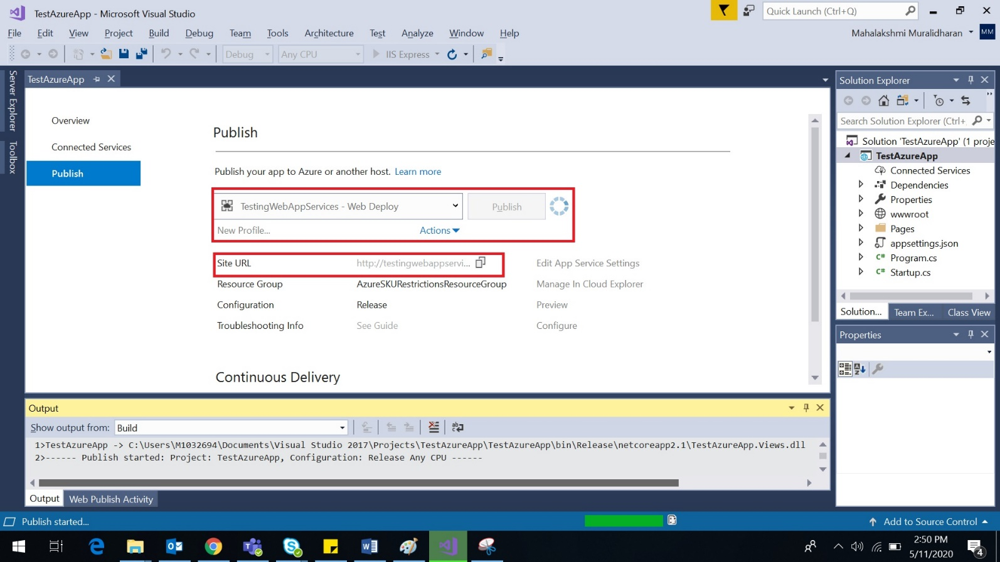 TestAzureApp - Microsoft Visual Studio
Quick Launch (Ctrl+Q)
File Edit View Project Build Debug Team Tools Architecture Test Analyze Window Help
Mahalakshmi Muralidharan MM
Debug Any CPU IIS Express
Server Explorer
Toolbox
TestAzureApp
Overview
Connected Services
Publish
Publish
Publish your app to Azure or another host. Learn more
TestingWebAppServices - Web Deploy Publish
New Profile... Actions
Site URL http://testingwebappservi... Edit App Service Settings
Resource Group AzureSKURestrictionsResourceGroup Manage In Cloud Explorer
Configuration Release Preview
Troubleshooting Info See Guide Configure
Continuous Delivery
Solution Explorer
Search Solution Explorer (Ctrl+
Solution 'TestAzureApp' (1 proje
TestAzureApp
Connected Services
Dependencies
Properties
wwwroot
Pages
appsettings.json
C# Program.cs
C# Startup.cs
Solution... Team Ex... Class View
Properties
Output
Show output from: Build
1>TestAzureApp -> C:\Users\M1032694\Documents\Visual Studio 2017\Projects\TestAzureApp\TestAzureApp\bin\Release\netcoreapp2.1\TestAzureApp.Views.dll
2>------ Publish started: Project: TestAzureApp, Configuration: Release Any CPU ------
Output Web Publish Activity
Publish started...
Add to Source Control
2:50 PM
5/11/2020
4